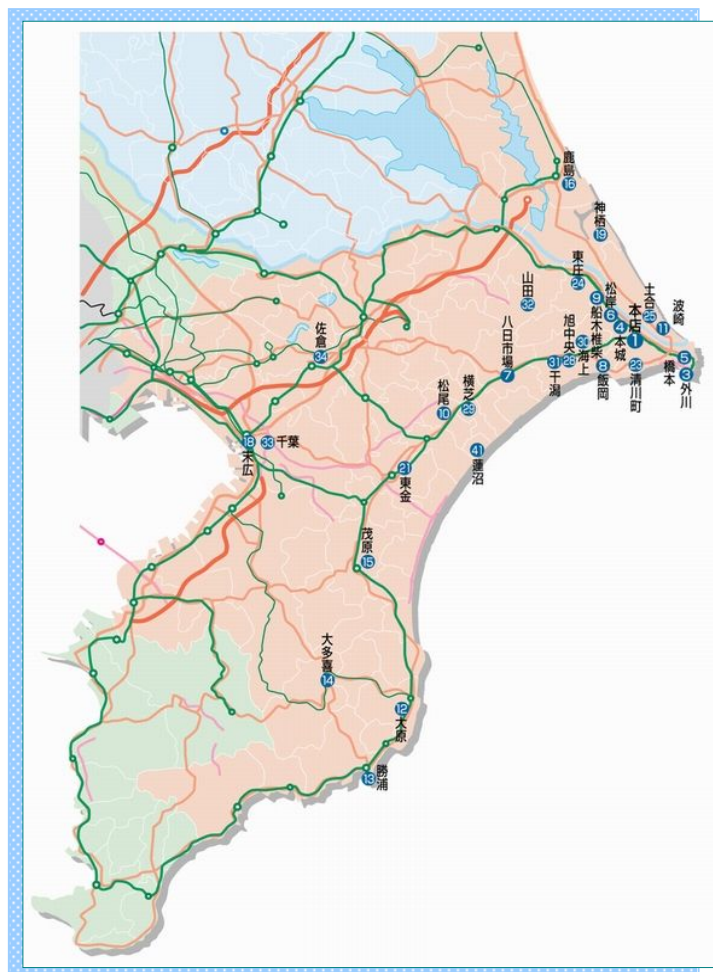 鹿島
16
神栖
19
東庄
24
山田
32
9
船木椎柴
松岸
6
4
本城
土合
25
波崎
11
本店
1
旭中央
28
30
海上
31
干潟
8
飯岡
23
清川町
橋本
5
3
外川
八日市場
7
佐倉
34
横芝
29
松尾
10
18
末広
33
千葉
41
蓮沼
21
東金
茂原
15
大多喜
14
12
大原
13
勝浦